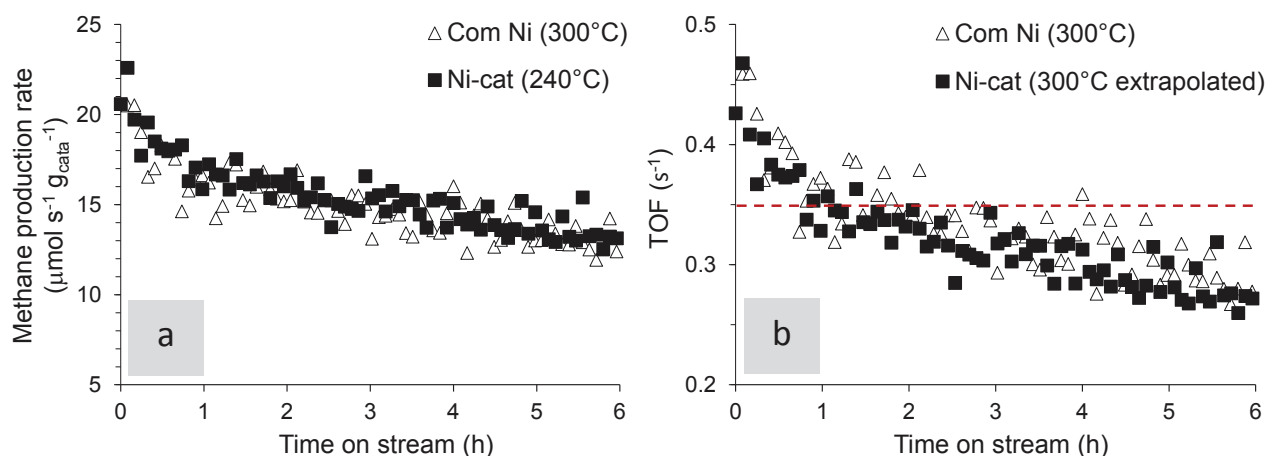 25
20
15
10
5
0
1
2
3
4
5
6
Methane production rate
(μmol s⁻¹ g_cata⁻¹)
Time on stream (h)
Com Ni (300°C)
Ni-cat (240°C)
a
0.5
0.4
0.3
0.2
0
1
2
3
4
5
6
TOF (s⁻¹)
Time on stream (h)
Com Ni (300°C)
Ni-cat (300°C extrapolated)
b